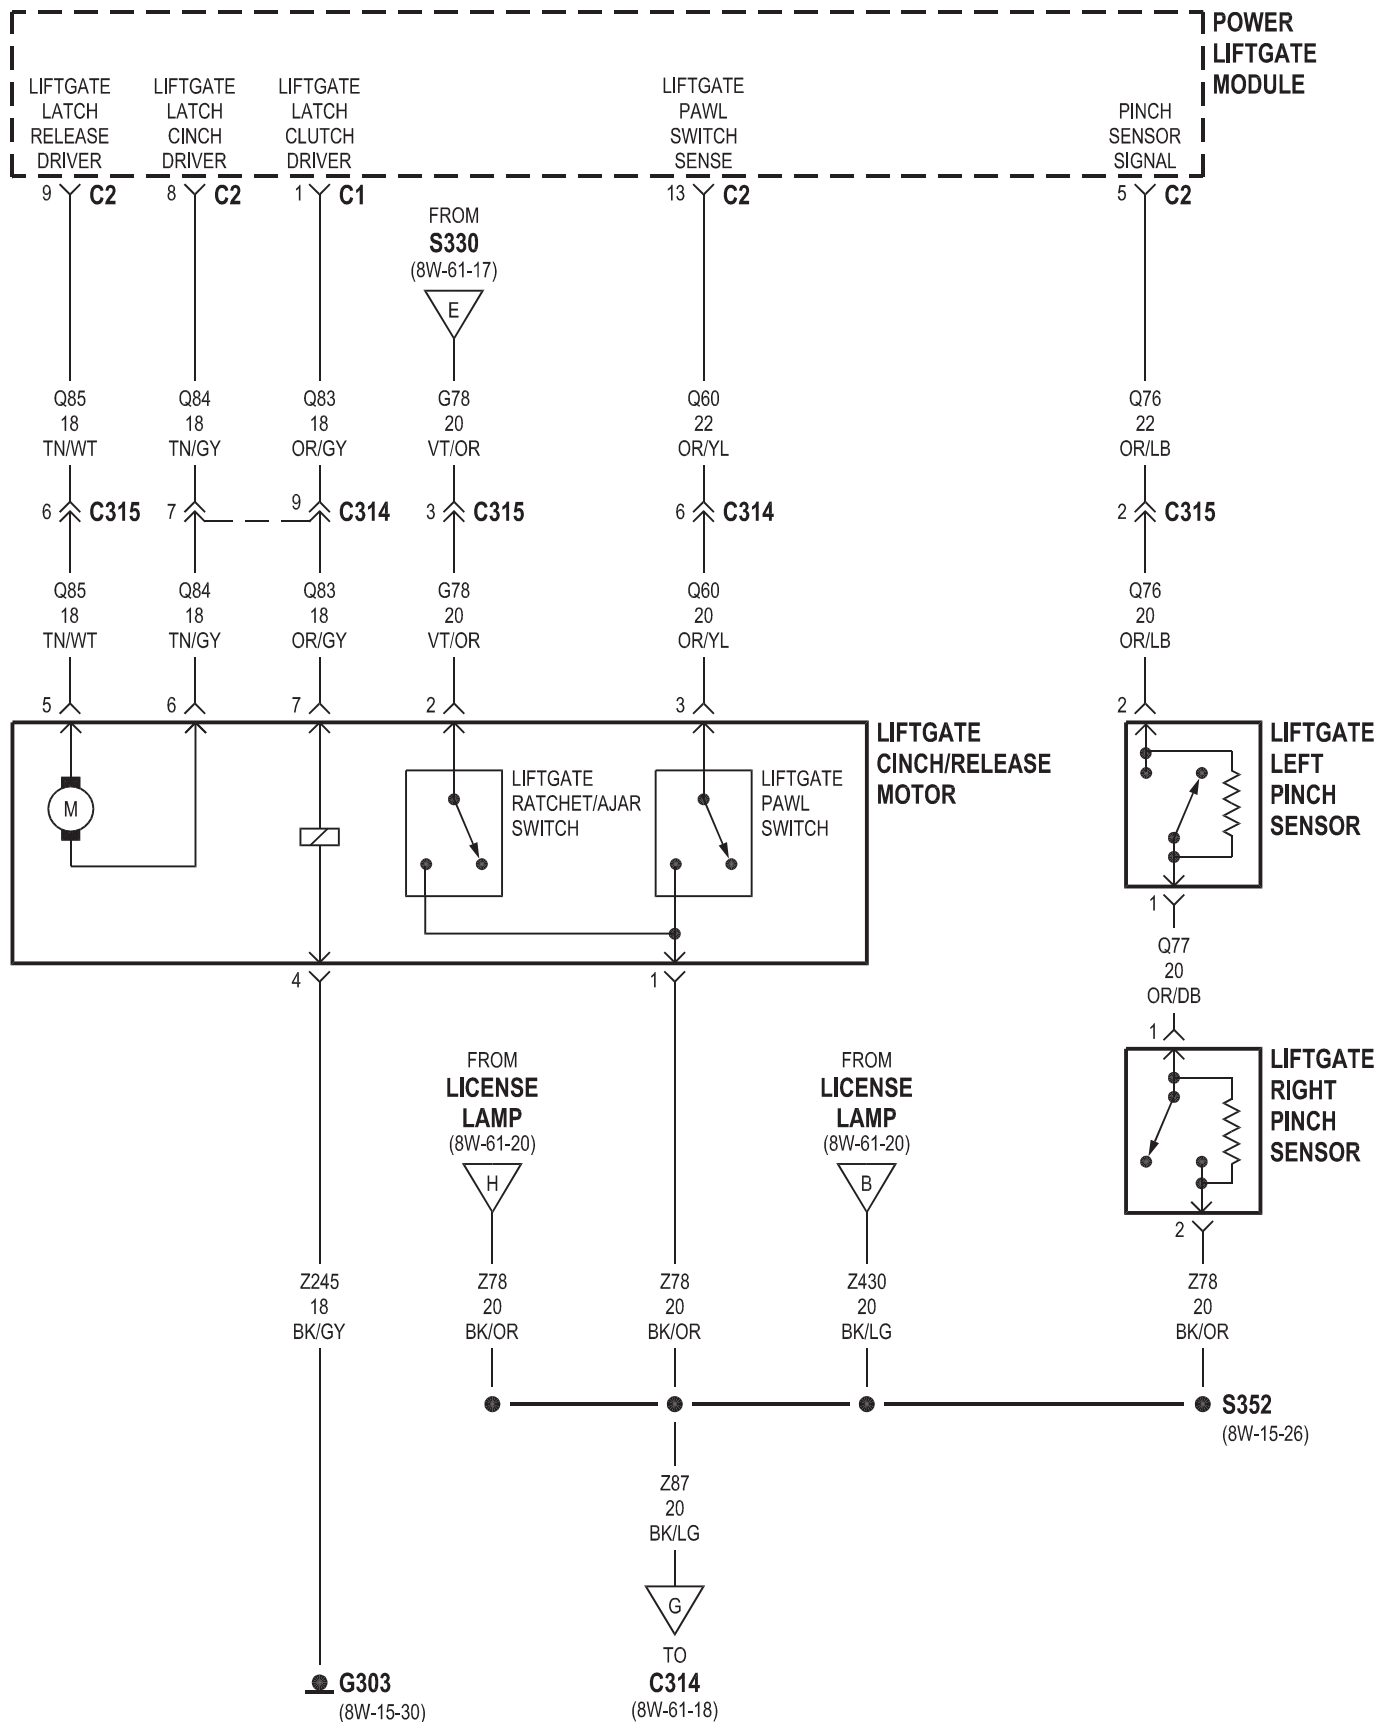 POWER
LIFTGATE
MODULE
LIFTGATE
LATCH
RELEASE
DRIVER
LIFTGATE
LATCH
CINCH
DRIVER
LIFTGATE
LATCH
CLUTCH
DRIVER
LIFTGATE
PAWL
SWITCH
SENSE
PINCH
SENSOR
SIGNAL
9 C2
8 C2
1 C1
13 C2
5 C2
FROM
S330
(8W-61-17)
E
Q85
18
TN/WT
Q84
18
TN/GY
Q83
18
OR/GY
G78
20
VT/OR
Q60
22
OR/YL
Q76
22
OR/LB
6 C315
7
9 C314
3 C315
6 C314
2 C315
Q85
18
TN/WT
Q84
18
TN/GY
Q83
18
OR/GY
G78
20
VT/OR
Q60
20
OR/YL
Q76
20
OR/LB
5
6
7
2
3
2
LIFTGATE
CINCH/RELEASE
MOTOR
M
LIFTGATE
RATCHET/AJAR
SWITCH
LIFTGATE
PAWL
SWITCH
LIFTGATE
LEFT
PINCH
SENSOR
4
1
1
Q77
20
OR/DB
1
LIFTGATE
RIGHT
PINCH
SENSOR
2
FROM
LICENSE
LAMP
(8W-61-20)
H
FROM
LICENSE
LAMP
(8W-61-20)
B
Z245
18
BK/GY
Z78
20
BK/OR
Z78
20
BK/OR
Z430
20
BK/LG
Z78
20
BK/OR
S352
(8W-15-26)
Z87
20
BK/LG
G
TO
C314
(8W-61-18)
G303
(8W-15-30)